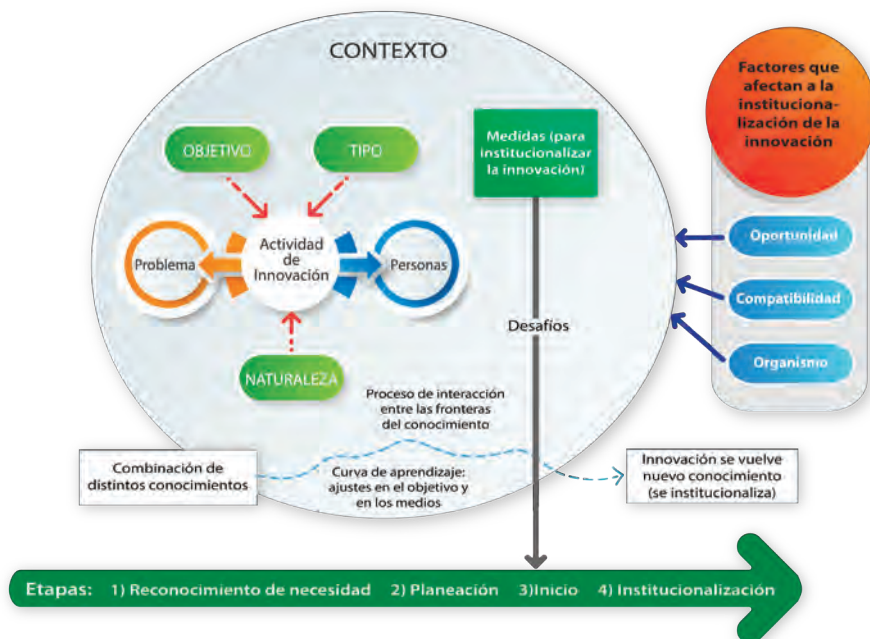 CONTEXTO
Factores que
afectan a la
instituciona-
lización de la
innovación
OBJETIVO
TIPO
Medidas (para
institucionalizar
la innovación)
Problema
Actividad
de
Innovación
Personas
Oportunidad
Compatibilidad
Organismo
Desafíos
NATURALEZA
Proceso de interacción
entre las fronteras
del conocimiento
Combinación de
distintos conocimientos
Curva de aprendizaje:
ajustes en el objetivo y
en los medios
Innovación se vuelve
nuevo conocimiento
(se institucionaliza)
Etapas: 1) Reconocimiento de necesidad 2) Planeación 3)Inicio 4) Institucionalización